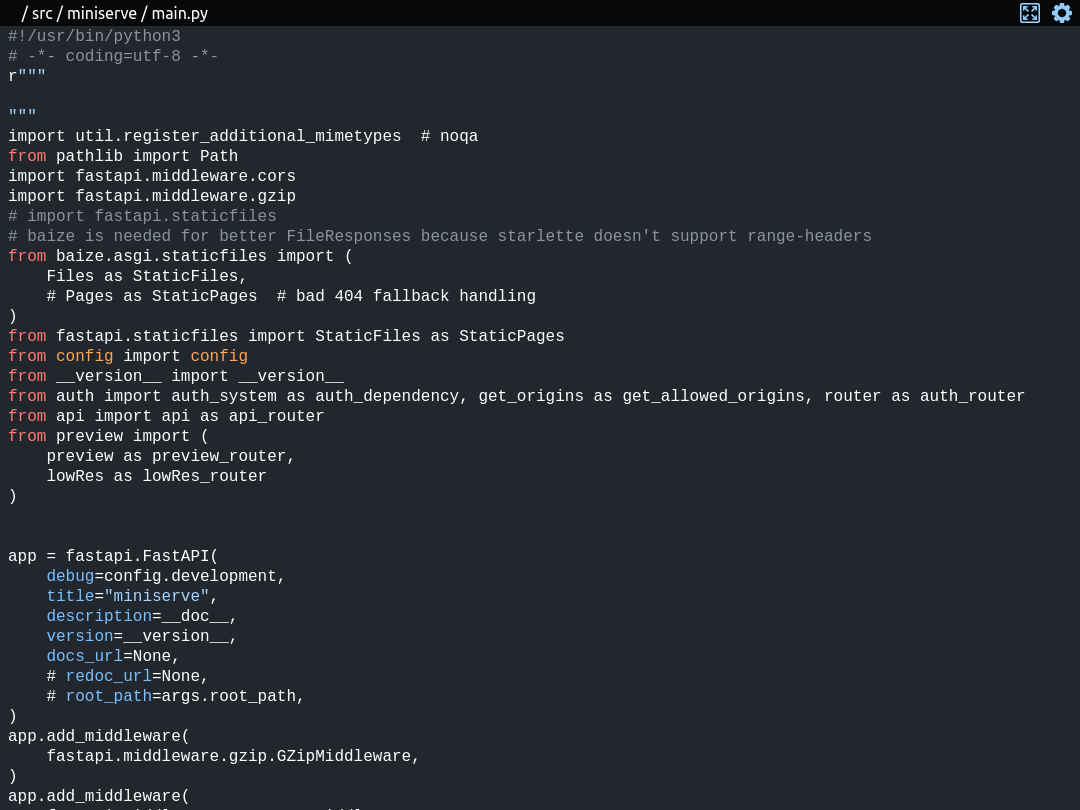 / src / miniserve / main.py
#!/usr/bin/python3
# -*- coding=utf-8 -*-
r"""

"""
import util.register_additional_mimetypes  # noqa
from pathlib import Path
import fastapi.middleware.cors
import fastapi.middleware.gzip
# import fastapi.staticfiles
# baize is needed for better FileResponses because starlette doesn't support range-headers
from baize.asgi.staticfiles import (
    Files as StaticFiles,
    # Pages as StaticPages  # bad 404 fallback handling
)
from fastapi.staticfiles import StaticFiles as StaticPages
from config import config
from __version__ import __version__
from auth import auth_system as auth_dependency, get_origins as get_allowed_origins, router as auth_router
from api import api as api_router
from preview import (
    preview as preview_router,
    lowRes as lowRes_router
)


app = fastapi.FastAPI(
    debug=config.development,
    title="miniserve",
    description=__doc__,
    version=__version__,
    docs_url=None,
    # redoc_url=None,
    # root_path=args.root_path,
)
app.add_middleware(
    fastapi.middleware.gzip.GZipMiddleware,
)
app.add_middleware(